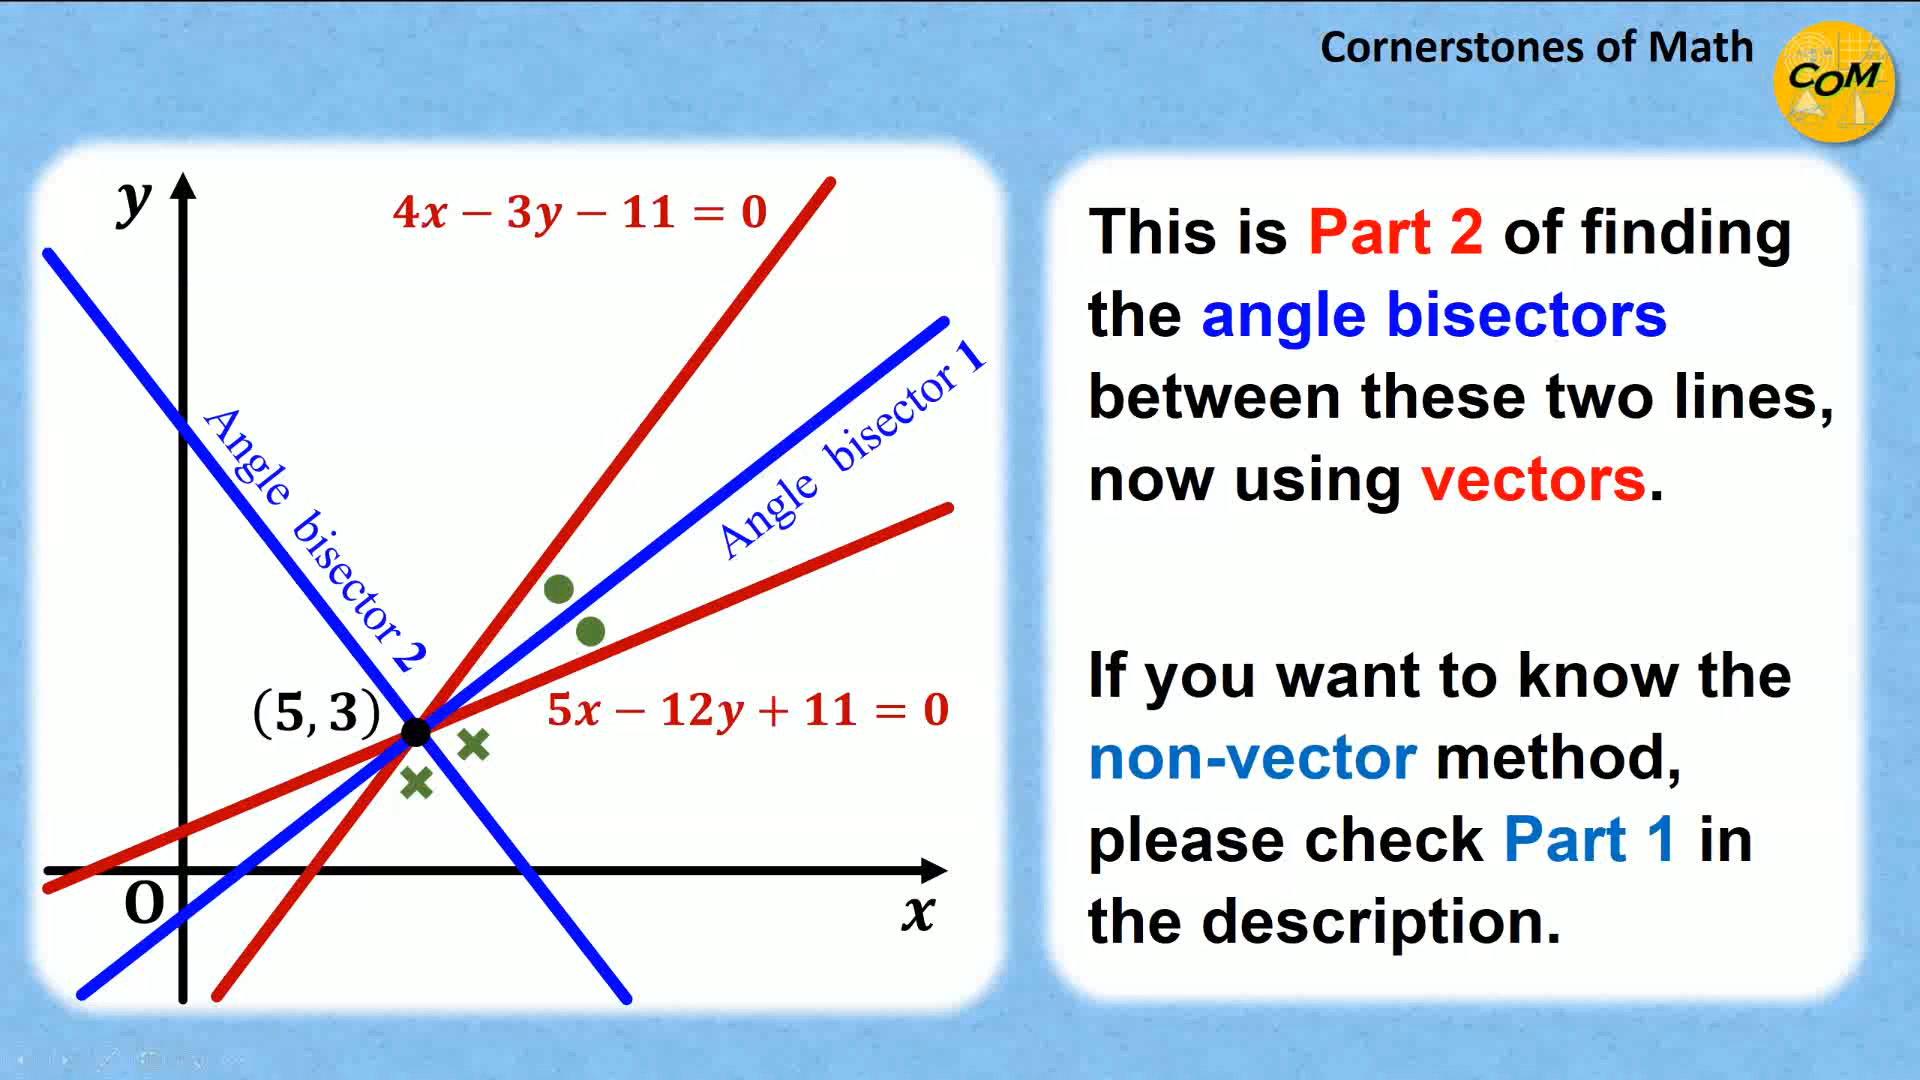 Cornerstones of Math
COM
y
4x − 3y − 11 = 0
Angle bisector 1
Angle bisector 2
(5, 3)
5x − 12y + 11 = 0
O
x
This is Part 2 of finding
the angle bisectors
between these two lines,
now using vectors.
If you want to know the
non-vector method,
please check Part 1 in
the description.